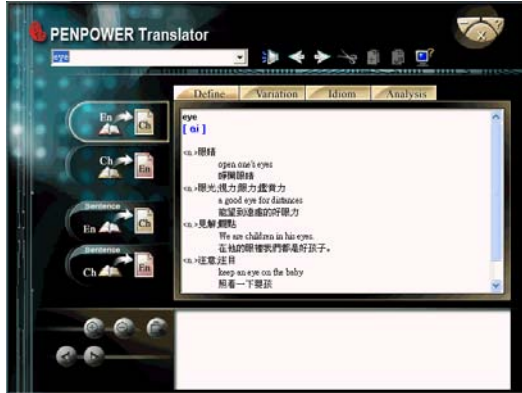 PENPOWER Translator
eye
Define Variation Idiom Analysis
En Ch
Ch En
Sentence
En Ch
Sentence
Ch En
eye
[ ɑi ]
<n.>眼睛
open one's eyes
睜開眼睛
<n.>眼光;視力;眼力;鑑賞力
a good eye for distances
能望到遠處的好眼力
<n.>見解;觀點
We are children in his eyes.
在他的眼裡我們都是好孩子。
<n.>注意;注目
keep an eye on the baby
照看一下嬰孩